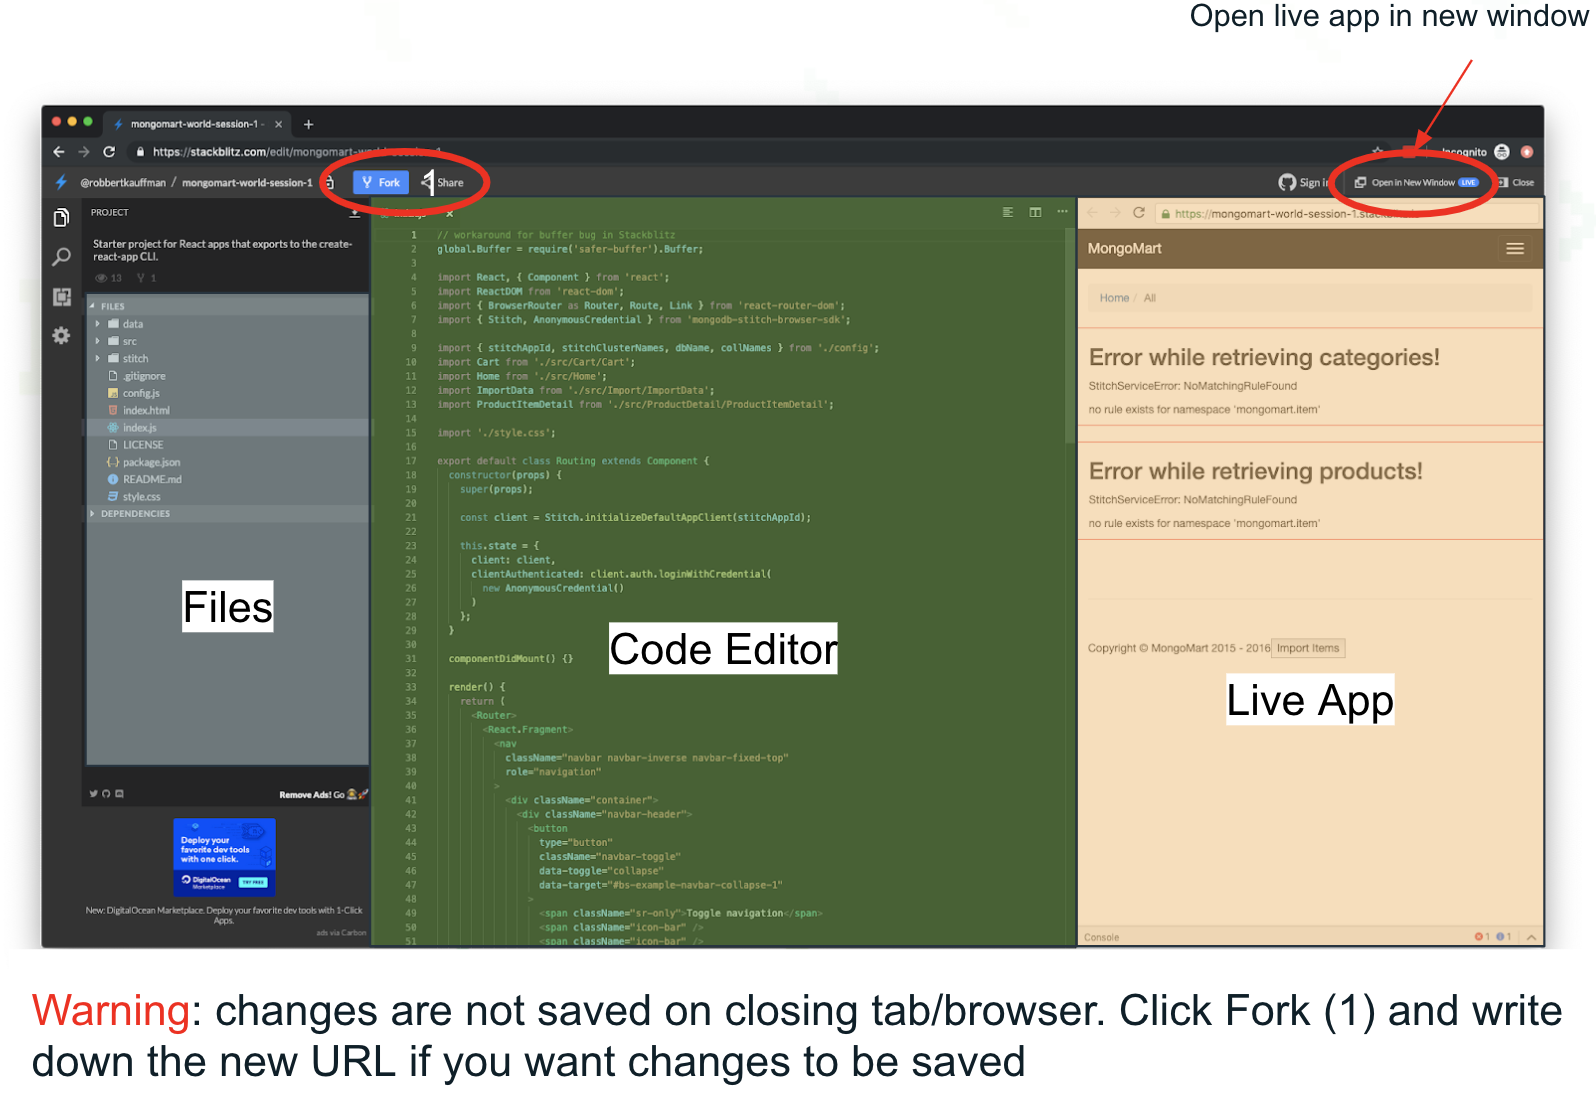 Open live app in new window
mongomart-world-session-1 -
https://stackblitz.com/edit/mongomart-world-session-1
Incognito
@robbertkauffman / mongomart-world-session-1
Fork
1
Share
Sign in
Open in New Window LIVE
Close
PROJECT
Starter project for React apps that exports to the create-
react-app CLI.
13 1
FILES
data
src
stitch
.gitignore
config.js
index.html
index.js
LICENSE
package.json
README.md
style.css
DEPENDENCIES
Files
Remove Ads! Go
Deploy your
favorite dev tools
with one click.
DigitalOcean
Marketplace
TRY FREE
New: DigitalOcean Marketplace. Deploy your favorite dev tools with 1-Click
Apps.
ads via Carbon
1 // workaround for buffer bug in Stackblitz
2 global.Buffer = require('safer-buffer').Buffer;
3
4 import React, { Component } from 'react';
5 import ReactDOM from 'react-dom';
6 import { BrowserRouter as Router, Route, Link } from 'react-router-dom';
7 import { Stitch, AnonymousCredential } from 'mongodb-stitch-browser-sdk';
8
9 import { stitchAppId, stitchClusterNames, dbName, collNames } from './config';
10 import Cart from './src/Cart/Cart';
11 import Home from './src/Home';
12 import ImportData from './src/Import/ImportData';
13 import ProductItemDetail from './src/ProductDetail/ProductItemDetail';
14
15 import './style.css';
16
17 export default class Routing extends Component {
18 constructor(props) {
19 super(props);
20
21 const client = Stitch.initializeDefaultAppClient(stitchAppId);
22
23 this.state = {
24 client: client,
25 clientAuthenticated: client.auth.loginWithCredential(
26 new AnonymousCredential()
27 )
28 };
29 }
30
31 componentDidMount() {}
32
33 render() {
34 return (
35 <Router>
36 <React.Fragment>
37 <nav
38 className="navbar navbar-inverse navbar-fixed-top"
39 role="navigation"
40 >
41 <div className="container">
42 <div className="navbar-header">
43 <button
44 type="button"
45 className="navbar-toggle"
46 data-toggle="collapse"
47 data-target="#bs-example-navbar-collapse-1"
48 >
49 <span className="sr-only">Toggle navigation</span>
50 <span className="icon-bar" />
51 <span className="icon-bar" />
Code Editor
https://mongomart-world-session-1.stackblitz
MongoMart
Home / All
Error while retrieving categories!
StitchServiceError: NoMatchingRuleFound
no rule exists for namespace 'mongomart.item'
Error while retrieving products!
StitchServiceError: NoMatchingRuleFound
no rule exists for namespace 'mongomart.item'
Copyright © MongoMart 2015 - 2016 Import Items
Live App
Console
1 1
Warning: changes are not saved on closing tab/browser. Click Fork (1) and write
down the new URL if you want changes to be saved